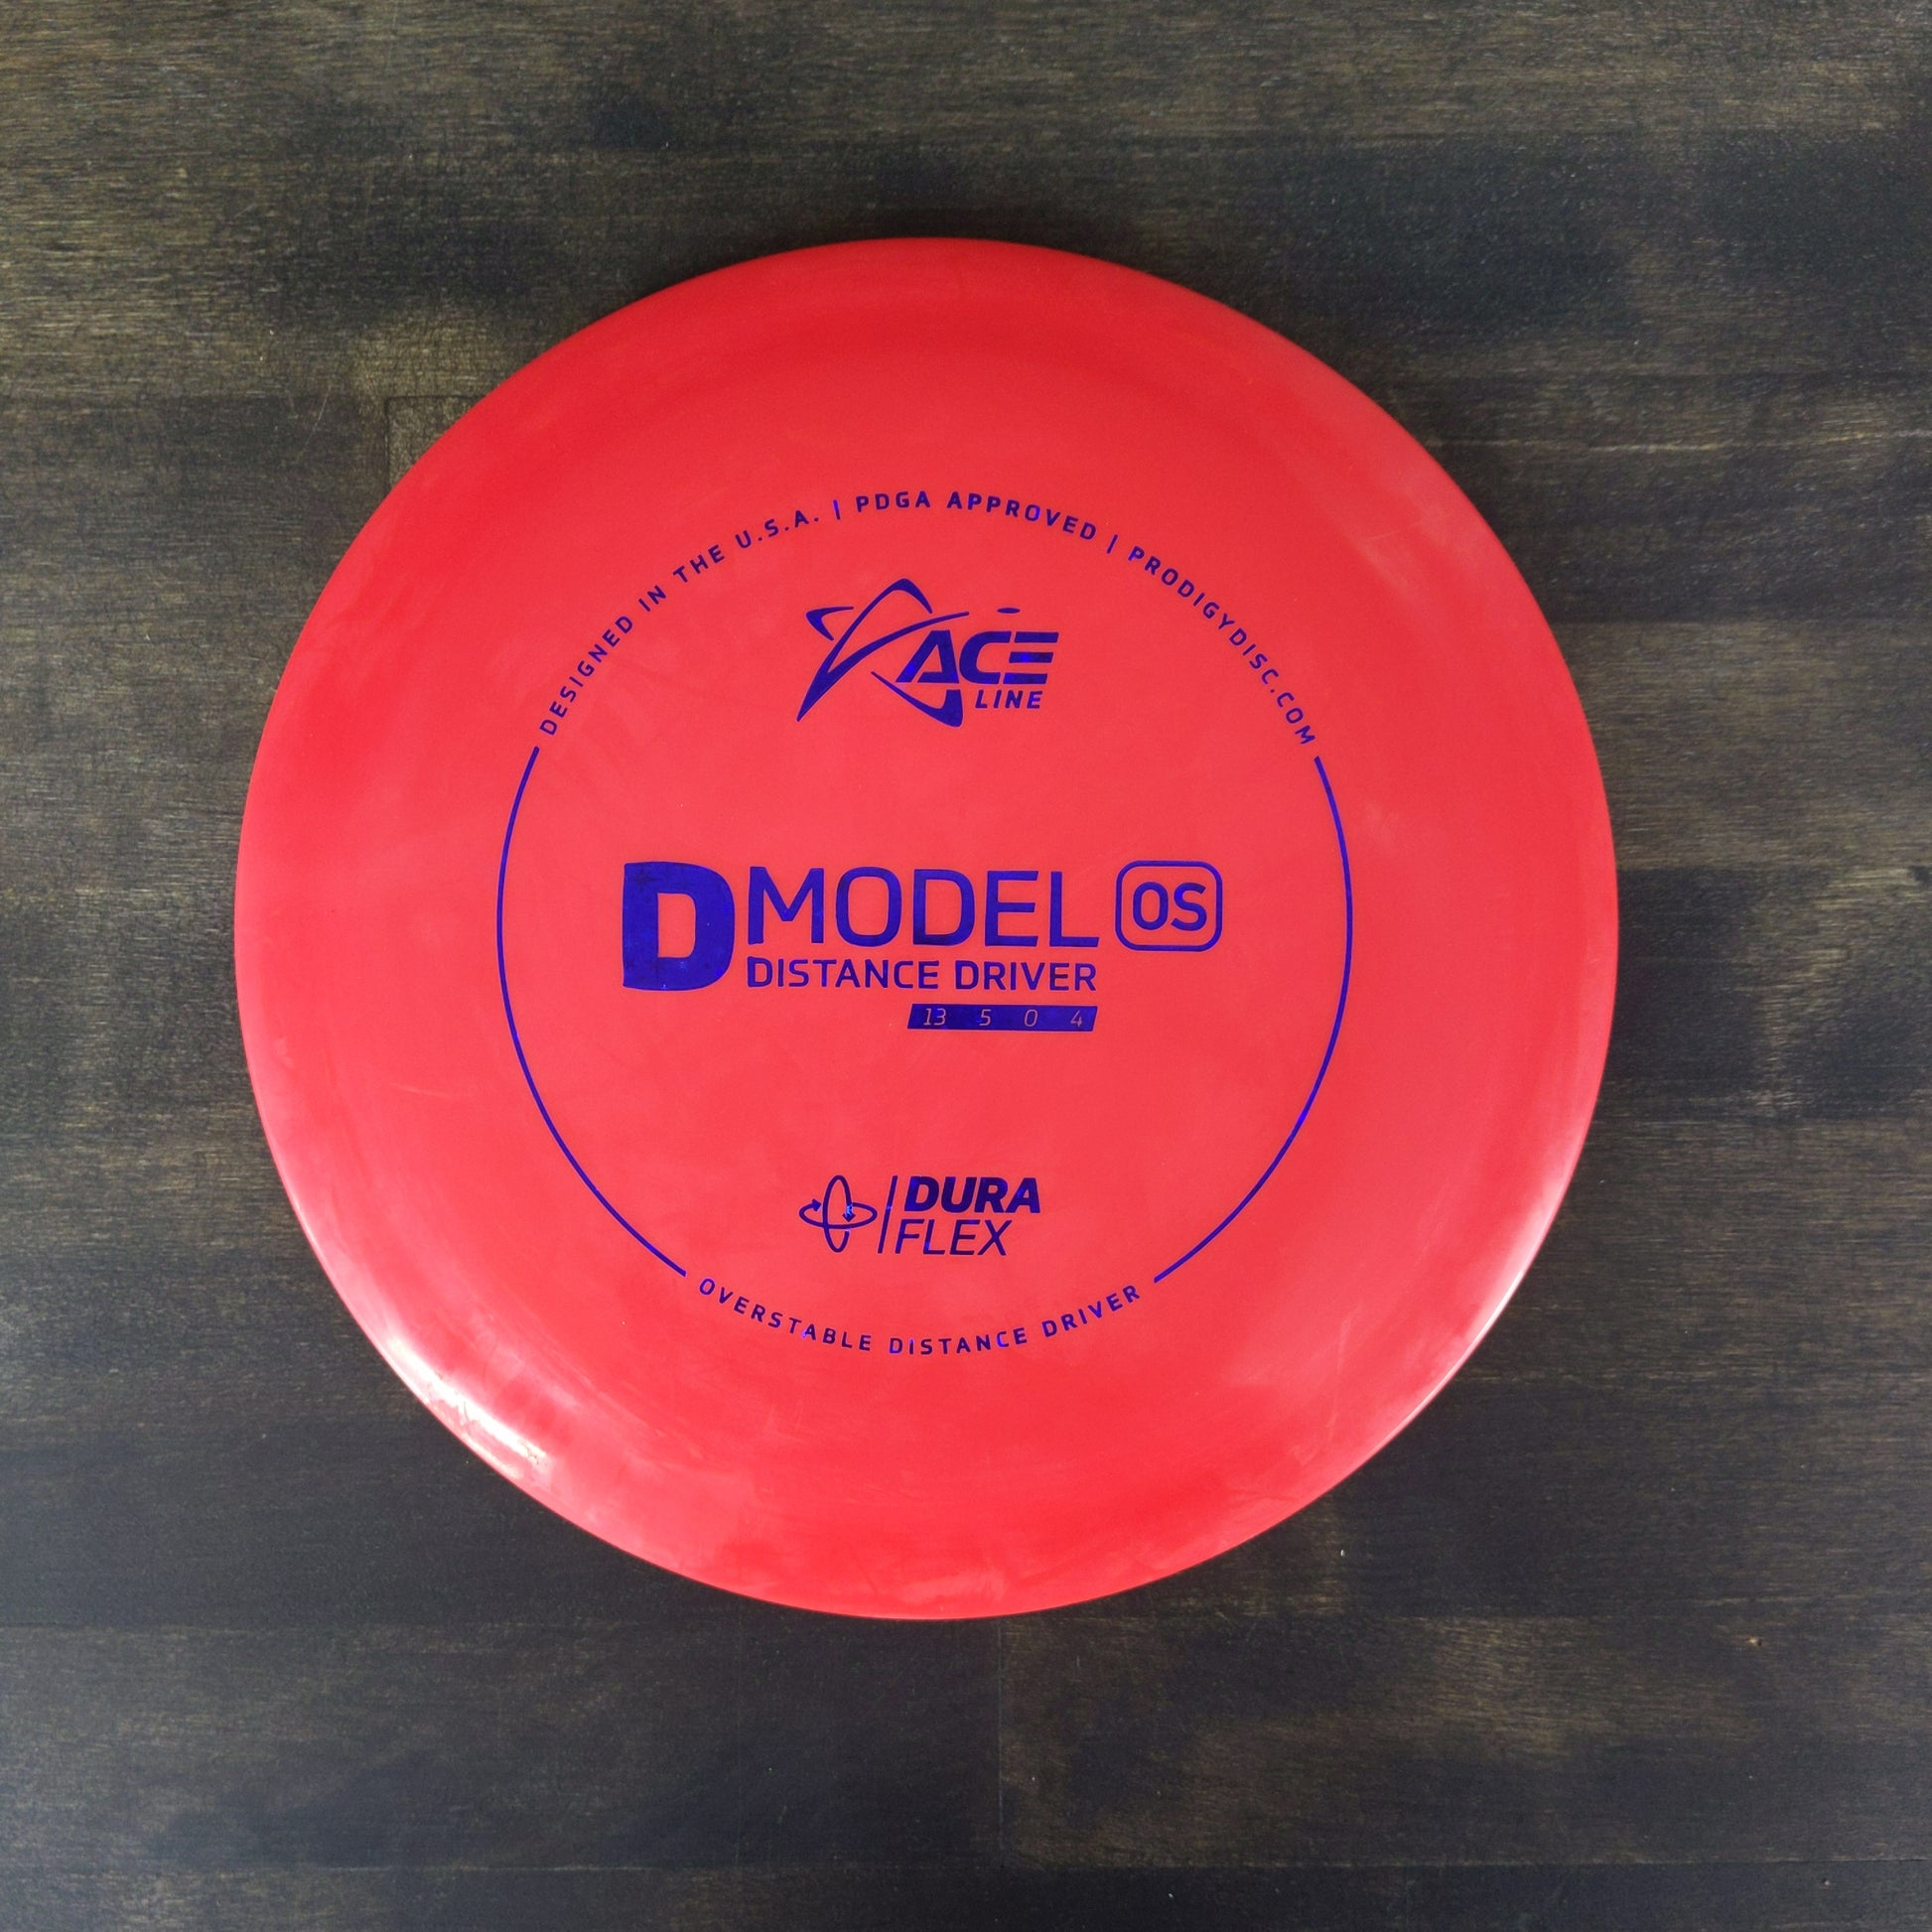 DESIGNED IN THE U.S.A. | PDGA APPROVED | PRODIGYDISC.COM
ACE
LINE
D MODEL OS
DISTANCE DRIVER
13 5 0 4
DURA
FLEX
OVERSTABLE DISTANCE DRIVER